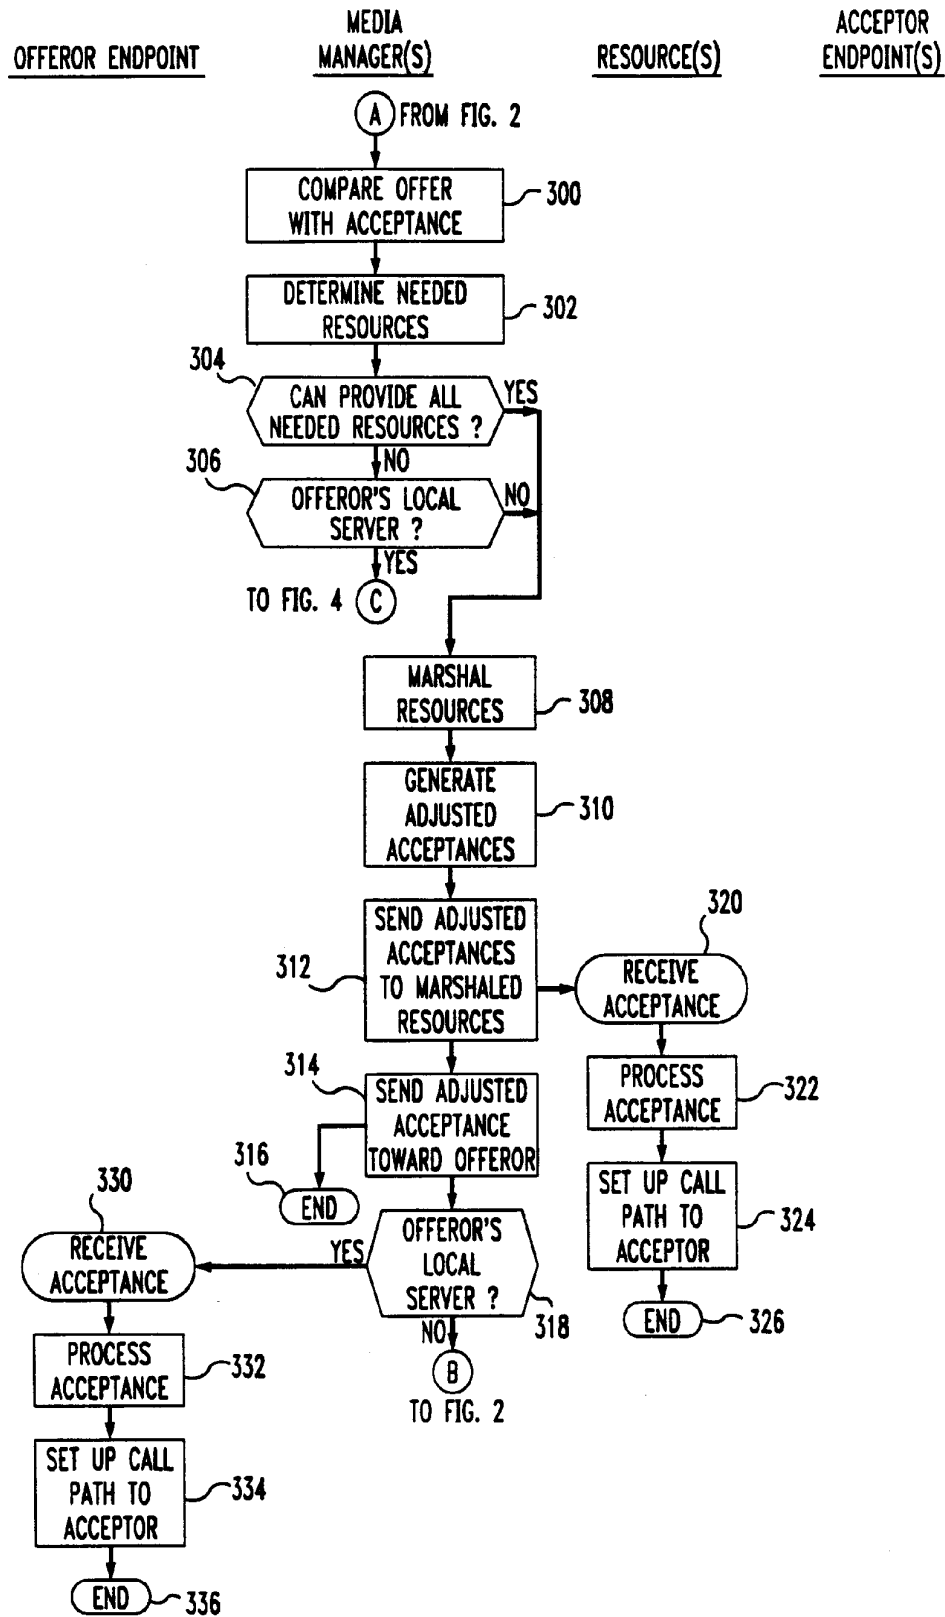 OFFEROR ENDPOINT
MEDIA
MANAGER(S)
RESOURCE(S)
ACCEPTOR
ENDPOINT(S)
A FROM FIG. 2
COMPARE OFFER
WITH ACCEPTANCE
300
DETERMINE NEEDED
RESOURCES
302
304
CAN PROVIDE ALL
NEEDED RESOURCES ?
YES
NO
306
OFFEROR'S LOCAL
SERVER ?
NO
YES
TO FIG. 4 C
MARSHAL
RESOURCES
308
GENERATE
ADJUSTED
ACCEPTANCES
310
SEND ADJUSTED
ACCEPTANCES
TO MARSHALED
RESOURCES
312
320
RECEIVE
ACCEPTANCE
314
SEND ADJUSTED
ACCEPTANCE
TOWARD OFFEROR
PROCESS
ACCEPTANCE
322
316
END
SET UP CALL
PATH TO
ACCEPTOR
324
330
RECEIVE
ACCEPTANCE
YES
OFFEROR'S
LOCAL
SERVER ?
318
NO
END
326
PROCESS
ACCEPTANCE
332
B
TO FIG. 2
SET UP CALL
PATH TO
ACCEPTOR
334
END
336